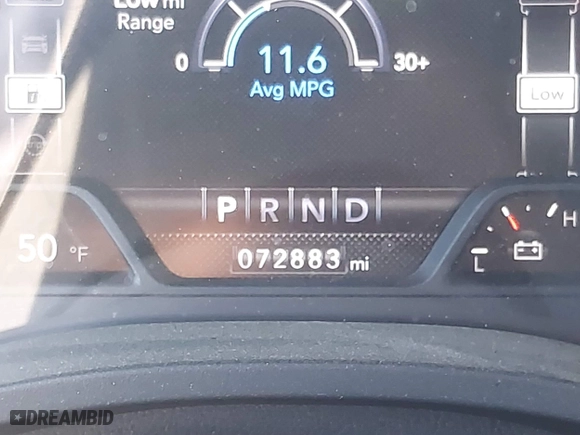 Low mi
Range
0
11.6
30+
Avg MPG
Low
P R N D
50 °F
072883 mi
L
H
DREAMBID